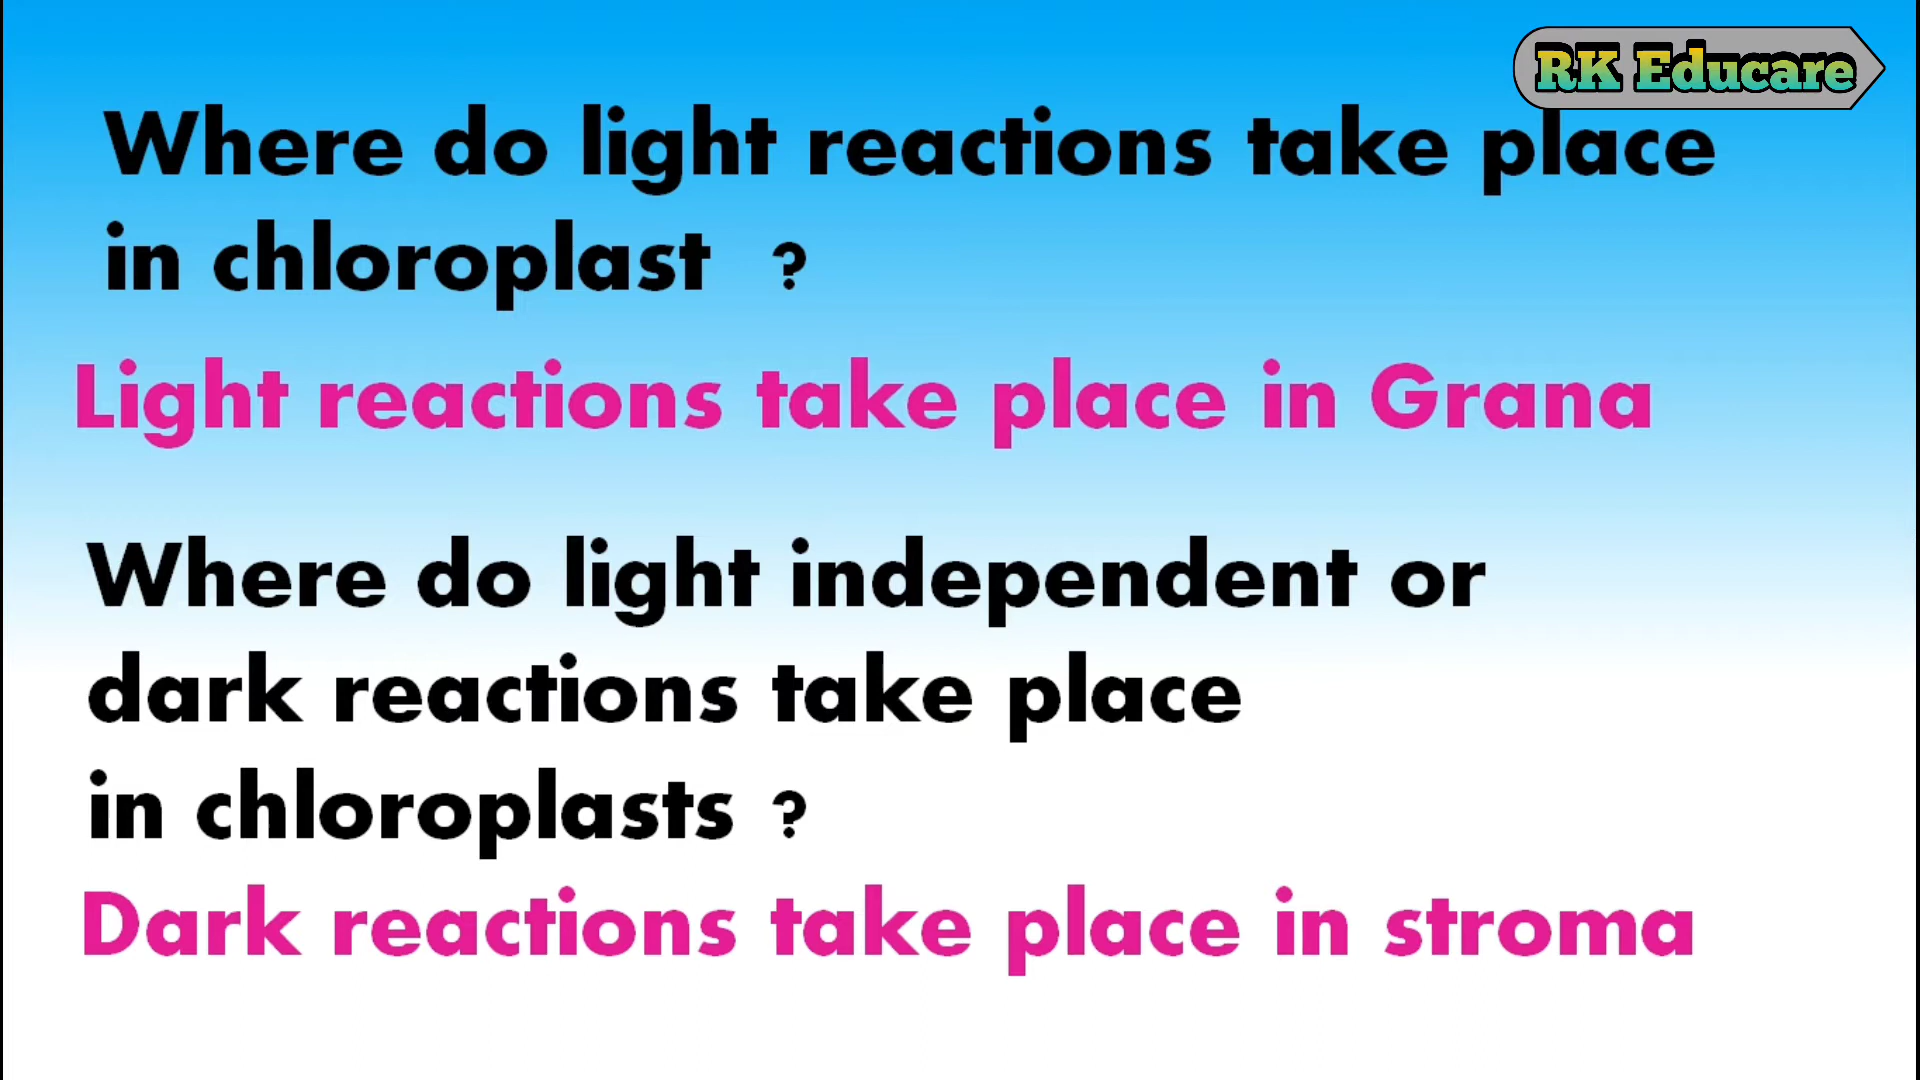 RK Educare
Where do light reactions take place
in chloroplast ?
Light reactions take place in Grana
Where do light independent or
dark reactions take place
in chloroplasts ?
Dark reactions take place in stroma